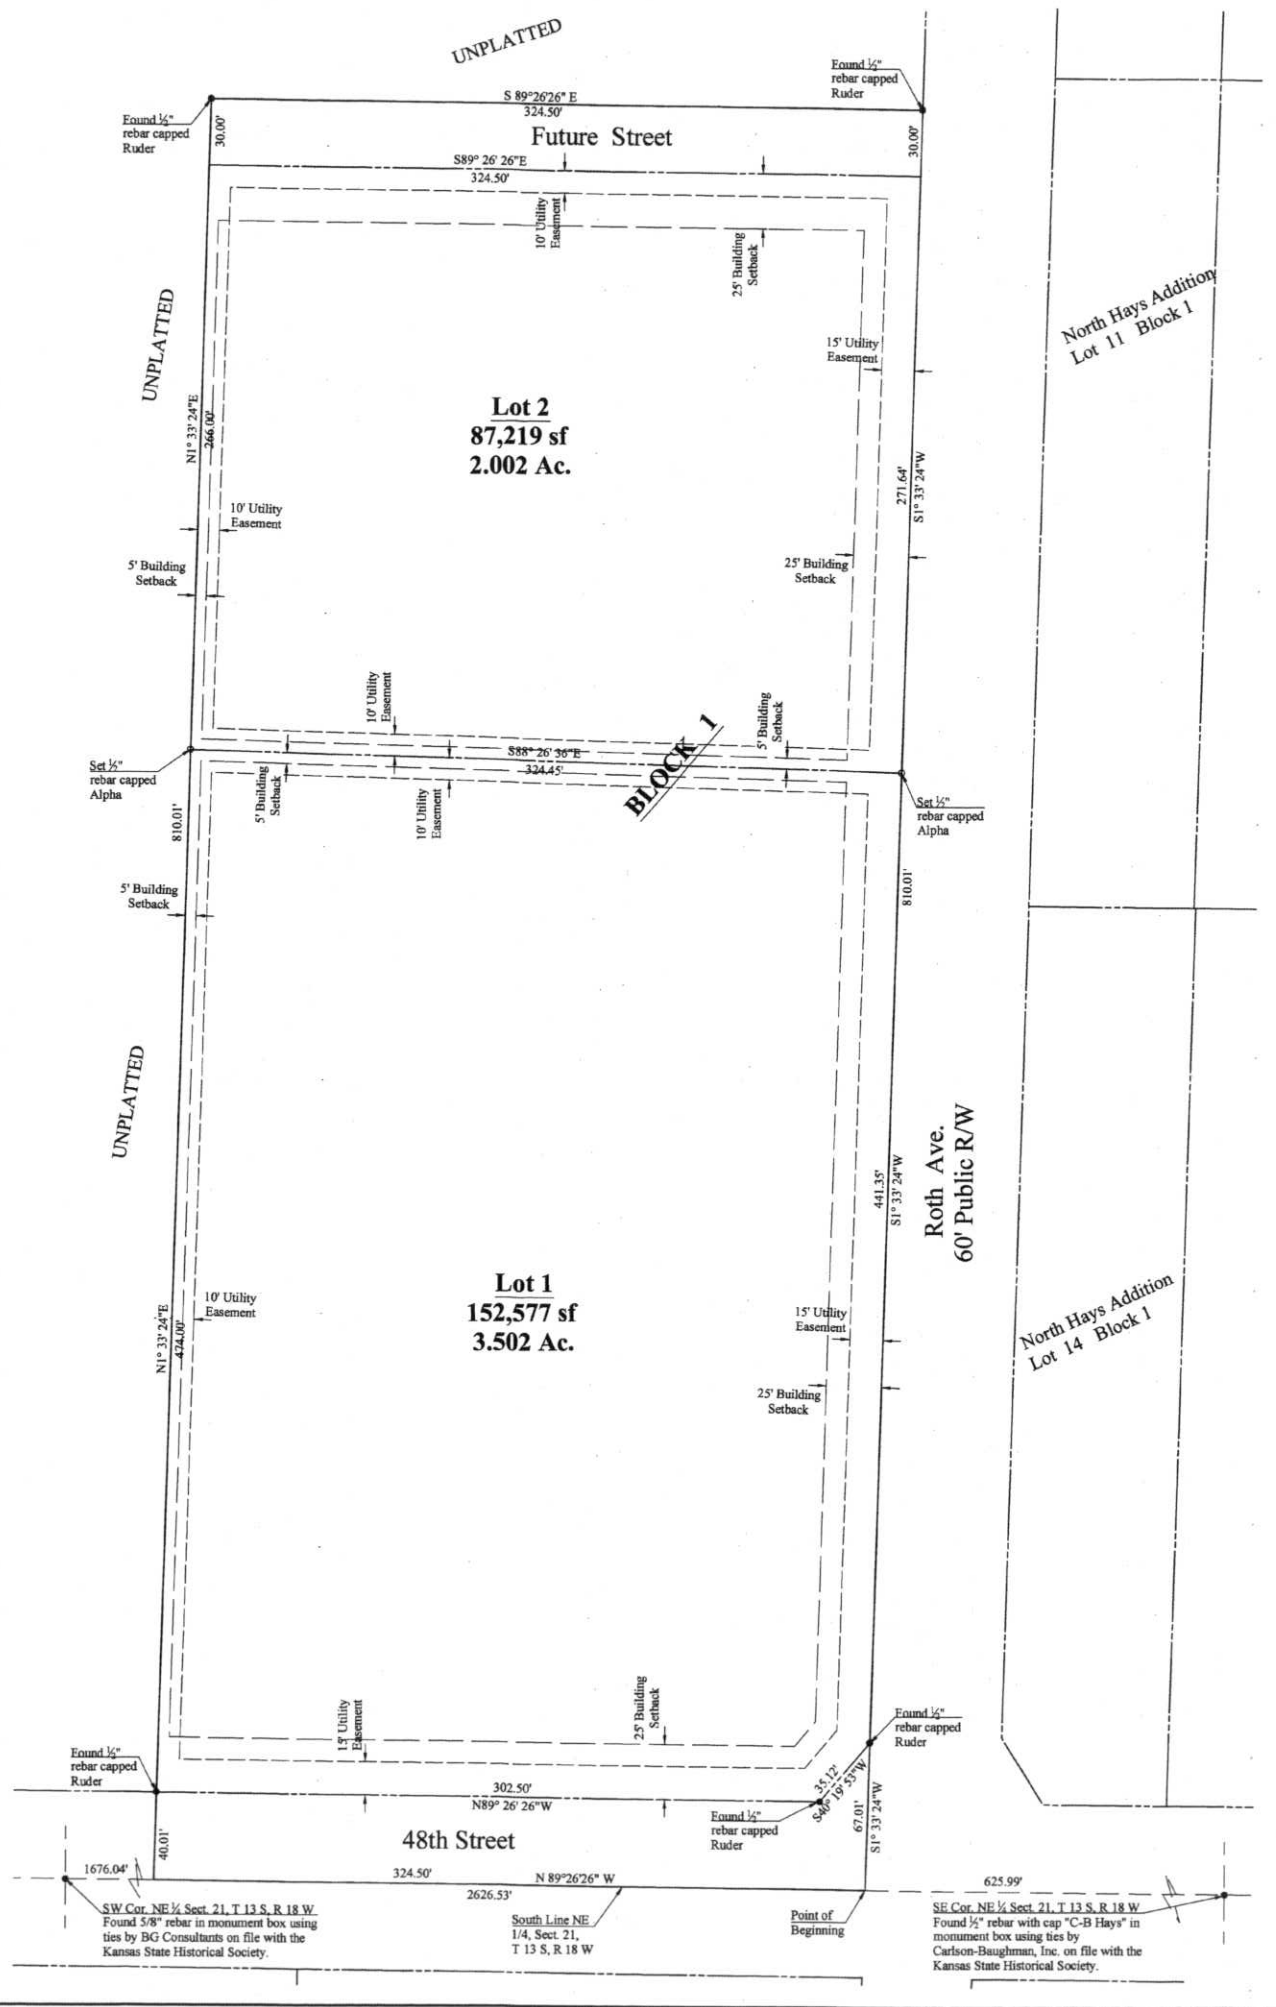 UNPLATTED
Found ½"
rebar capped
Ruder
S 89°26'26" E
324.50'
Found ½"
rebar capped
Ruder
30.00'
Future Street
30.00'
S89° 26' 26"E
324.50'
10' Utility
Easement
25' Building
Setback
North Hays Addition
Lot 11 Block 1
UNPLATTED
15' Utility
Easement
N1° 33' 24"E
266.00'
Lot 2
87,219 sf
2.002 Ac.
271.64'
S1° 33' 24"W
10' Utility
Easement
5' Building
Setback
25' Building
Setback
10' Utility
Easement
5' Building
Setback
BLOCK 1
S88° 26' 36"E
324.45'
Set ½"
rebar capped
Alpha
5' Building
Setback
10' Utility
Easement
Set ½"
rebar capped
Alpha
810.01'
810.01'
5' Building
Setback
UNPLATTED
Roth Ave.
60' Public R/W
441.35'
S1° 33' 24"W
N1° 33' 24"E
474.00'
10' Utility
Easement
Lot 1
152,577 sf
3.502 Ac.
15' Utility
Easement
North Hays Addition
Lot 14 Block 1
25' Building
Setback
15' Utility
Easement
25' Building
Setback
Found ½"
rebar capped
Ruder
Found ½"
rebar capped
Ruder
302.50'
N89° 26' 26"W
35.12'
S40° 19' 53"W
Found ½"
rebar capped
Ruder
67.01'
S1° 33' 24"W
40.01'
48th Street
1676.04'
324.50'
N 89°26'26" W
2626.53'
625.99'
SW Cor. NE ¼ Sect. 21, T 13 S, R 18 W
Found 5/8" rebar in monument box using
ties by BG Consultants on file with the
Kansas State Historical Society.
South Line NE
1/4, Sect. 21,
T 13 S, R 18 W
Point of
Beginning
SE Cor. NE ¼ Sect. 21, T 13 S, R 18 W
Found ½" rebar with cap "C-B Hays" in
monument box using ties by
Carlson-Baughman, Inc. on file with the
Kansas State Historical Society.